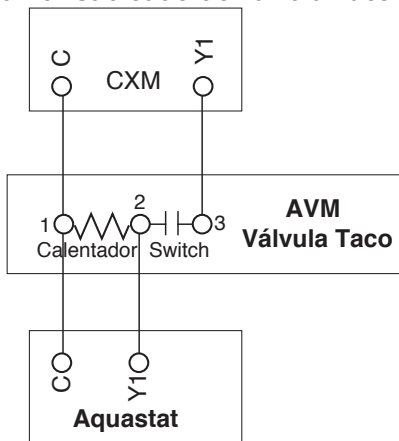 C
Y1
CXM
1
2
3
Calentador Switch
AVM
Válvula Taco
C
Y1
Aquastat